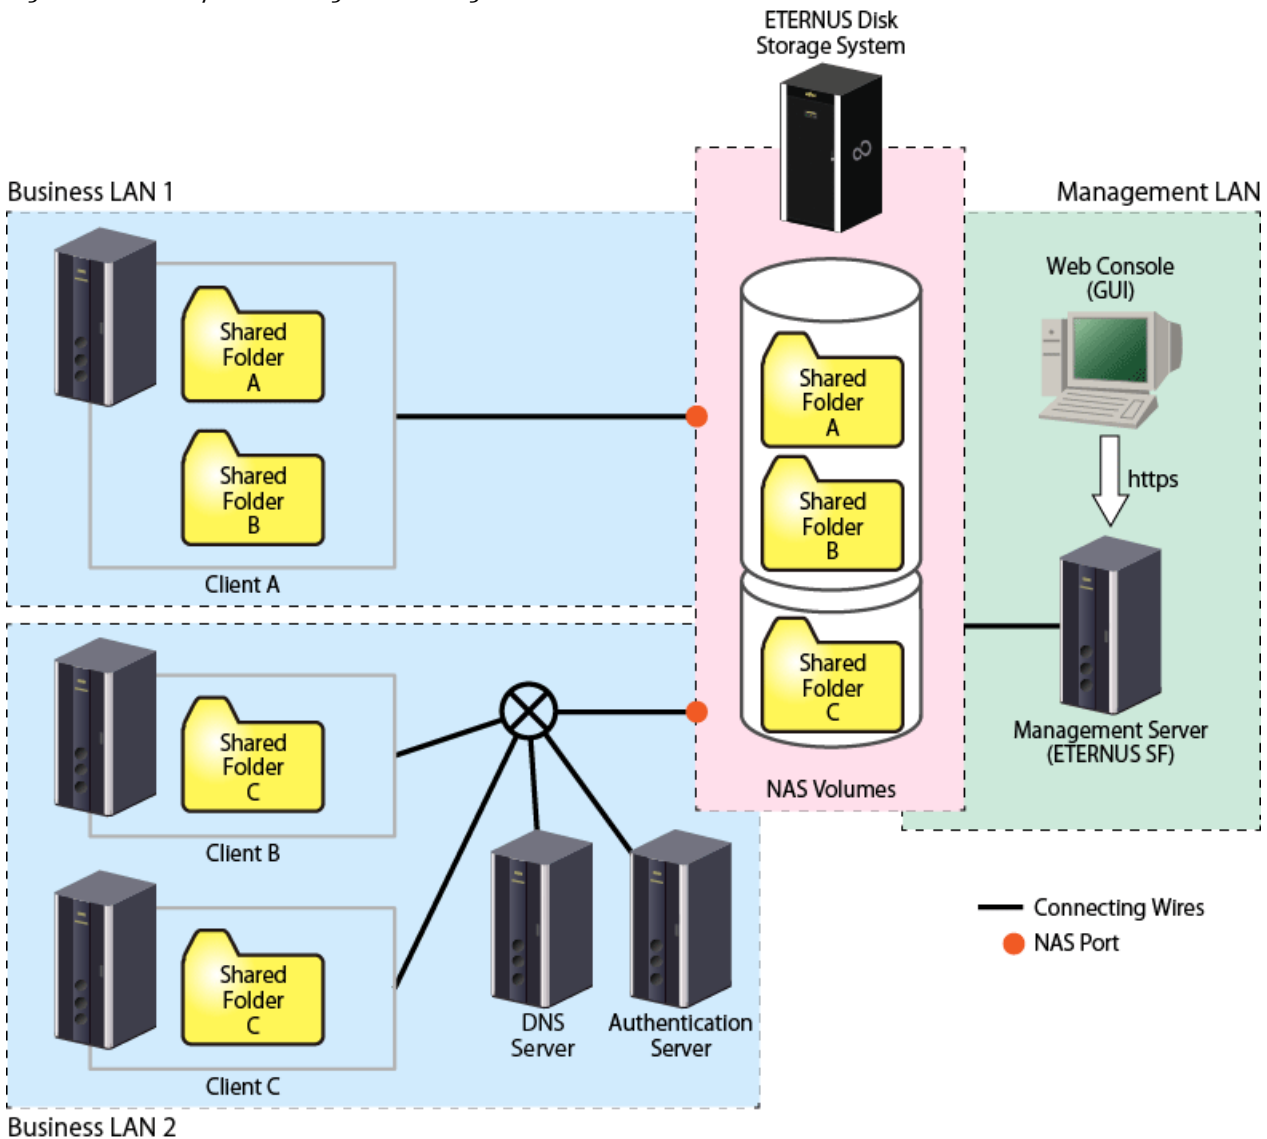 ETERNUS Disk
Storage System
Business LAN 1
Management LAN
Shared
Folder
A
Shared
Folder
B
Client A
Shared
Folder
A
Shared
Folder
B
Shared
Folder
C
NAS Volumes
Web Console
(GUI)
https
Management Server
(ETERNUS SF)
Shared
Folder
C
Client B
Shared
Folder
C
Client C
DNS
Server
Authentication
Server
Business LAN 2
Connecting Wires
NAS Port